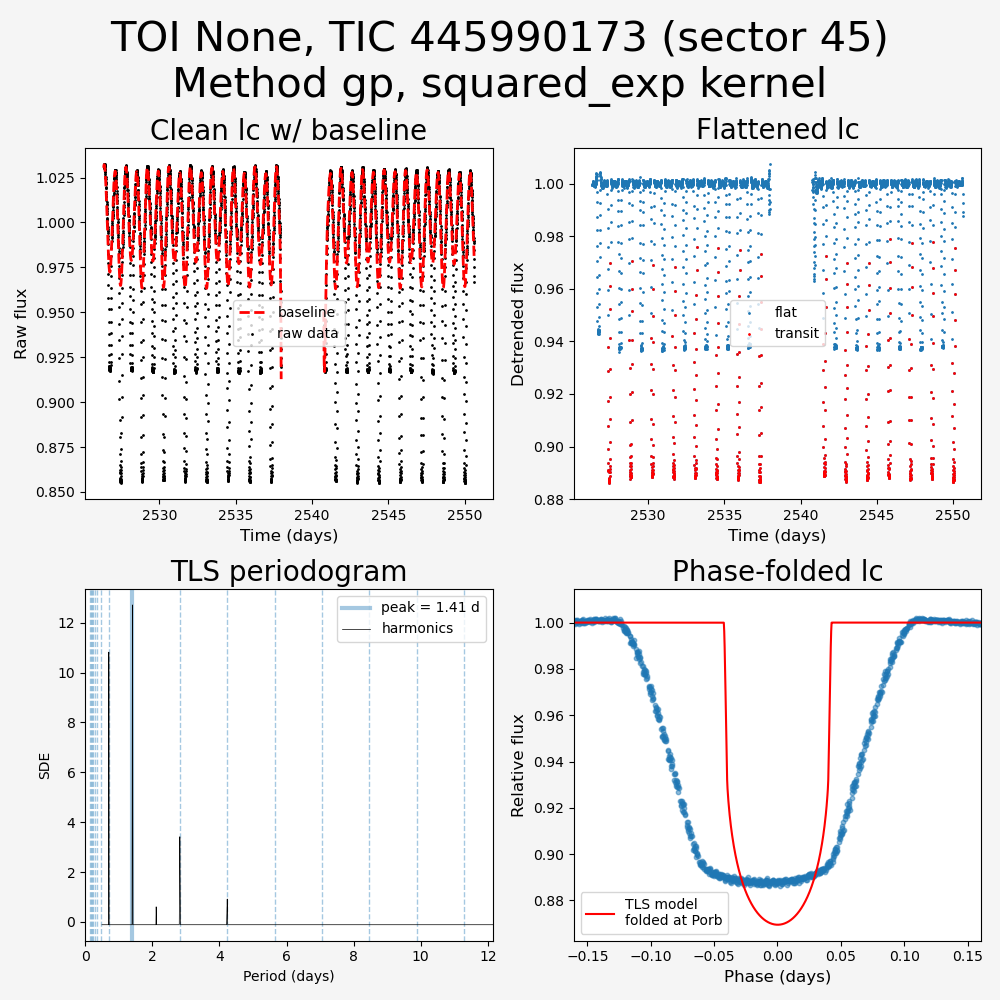 TOI None, TIC 445990173 (sector 45)
Method gp, squared_exp kernel
Clean lc w/ baseline
Raw flux
1.025
1.000
0.975
0.950
0.925
0.900
0.875
0.850
baseline
raw data
2530
2535
2540
2545
2550
Time (days)
Flattened lc
Detrended flux
1.00
0.98
0.96
0.94
0.92
0.90
0.88
flat
transit
2530
2535
2540
2545
2550
Time (days)
TLS periodogram
SDE
12
10
8
6
4
2
0
peak = 1.41 d
harmonics
0
2
4
6
8
10
12
Period (days)
Phase-folded lc
Relative flux
1.00
0.98
0.96
0.94
0.92
0.90
0.88
TLS model
folded at Porb
−0.15
−0.10
−0.05
0.00
0.05
0.10
0.15
Phase (days)